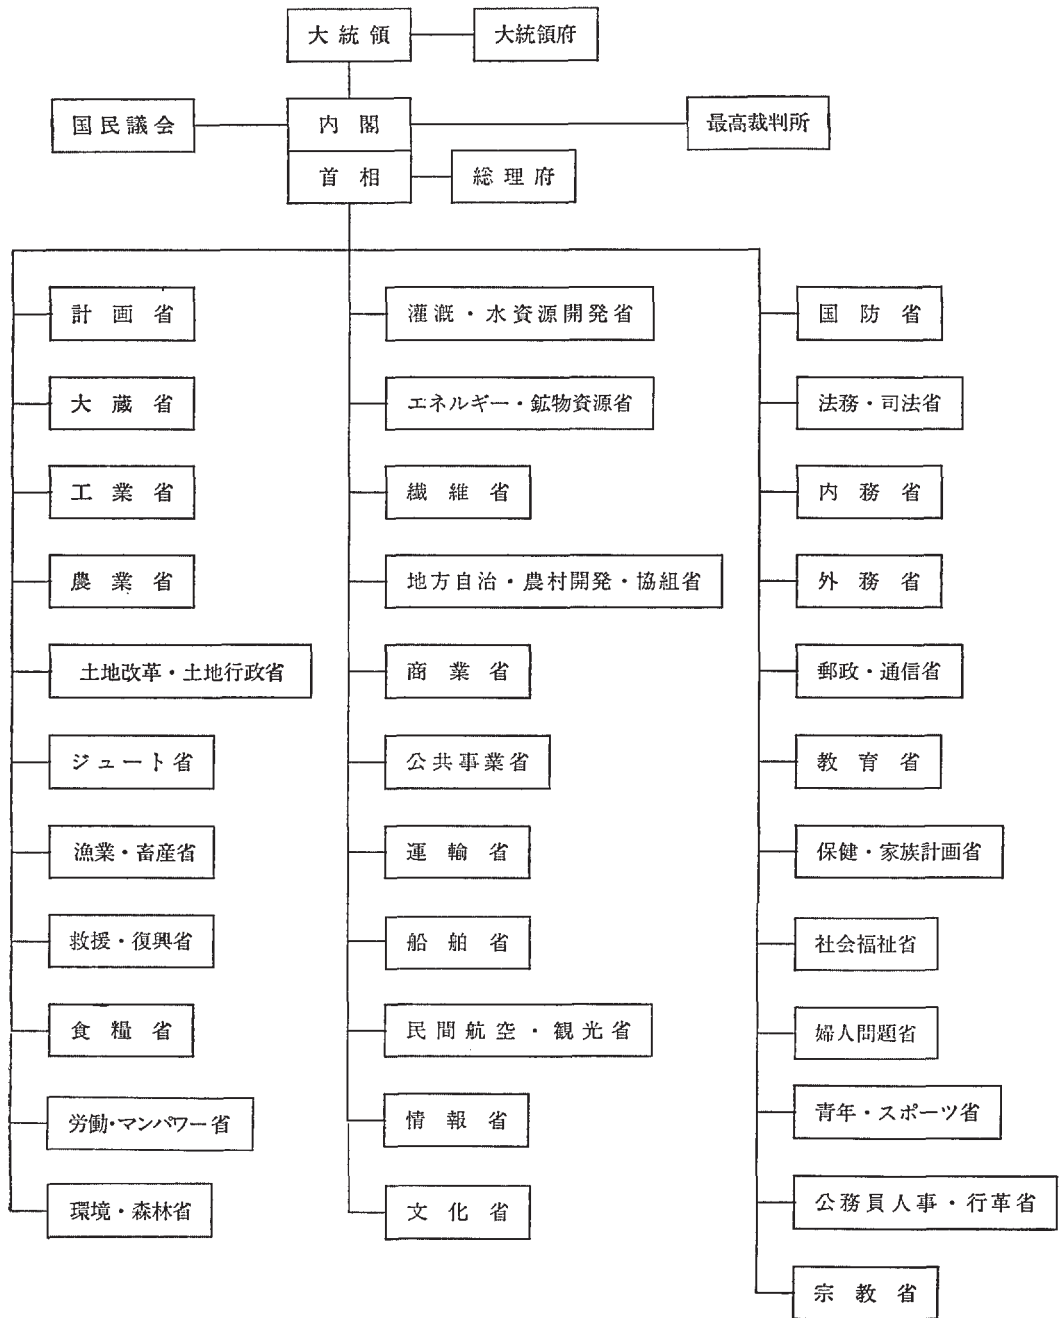 大統領
大統領府
国民議会
内閣
最高裁判所
首相
総理府
計画省
大蔵省
工業省
農業省
土地改革・土地行政省
ジュート省
漁業・畜産省
救援・復興省
食糧省
労働・マンパワー省
環境・森林省
灌漑・水資源開発省
エネルギー・鉱物資源省
繊維省
地方自治・農村開発・協組省
商業省
公共事業省
運輸省
船舶省
民間航空・観光省
情報省
文化省
国防省
法務・司法省
内務省
外務省
郵政・通信省
教育省
保健・家族計画省
社会福祉省
婦人問題省
青年・スポーツ省
公務員人事・行革省
宗教省